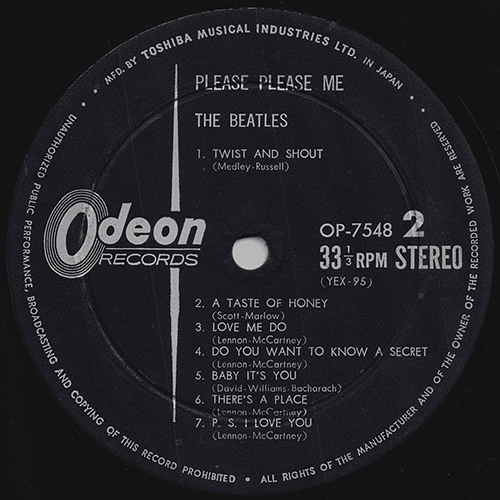 MFD. BY TOSHIBA MUSICAL INDUSTRIES LTD. IN JAPAN
UNAUTHORIZED PUBLIC PERFORMANCE, BROADCASTING AND COPYING OF THIS RECORD PROHIBITED • ALL RIGHTS OF THE MANUFACTURER AND OF THE OWNER OF THE RECORDED WORK ARE RESERVED •
PLEASE PLEASE ME
THE BEATLES
1. TWIST AND SHOUT
(Medley-Russell)
Odeon
RECORDS
OP-7548 2
33 1/3 RPM STEREO
(YEX-95)
2. A TASTE OF HONEY
(Scott-Marlow)
3. LOVE ME DO
(Lennon-McCartney)
4. DO YOU WANT TO KNOW A SECRET
(Lennon-McCartney)
5. BABY IT'S YOU
(David-Williams-Bacharach)
6. THERE'S A PLACE
(Lennon-McCartney)
7. P. S. I LOVE YOU
(Lennon-McCartney)